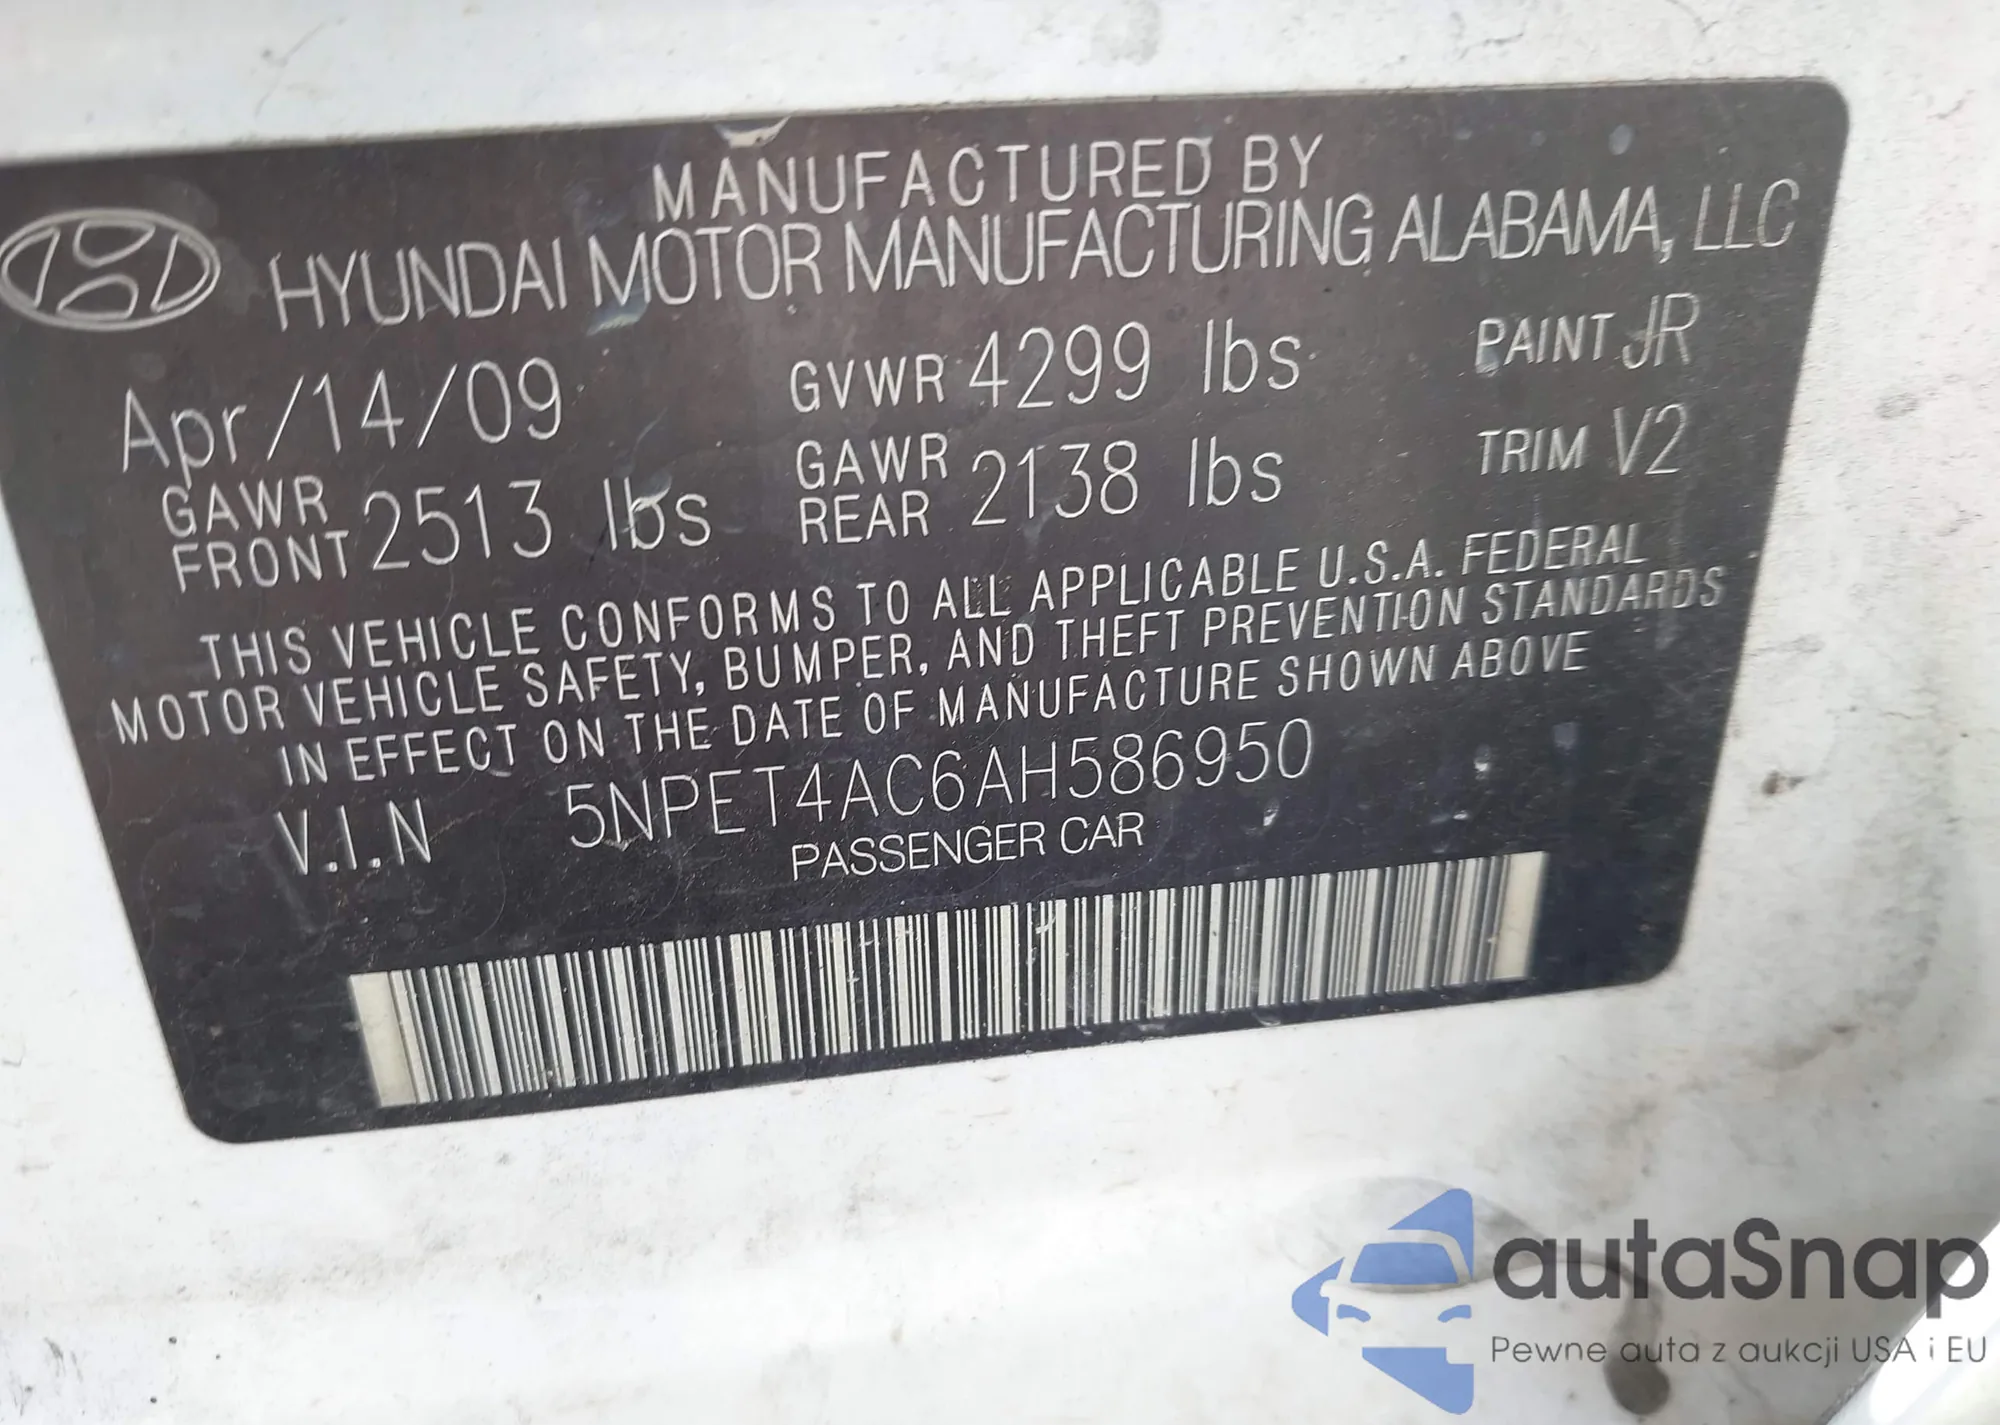 MANUFACTURED BY
HYUNDAI MOTOR MANUFACTURING ALABAMA, LLC
Apr/14/09 GVWR 4299 lbs PAINT JR
GAWR FRONT 2513 lbs GAWR REAR 2138 lbs TRIM V2
THIS VEHICLE CONFORMS TO ALL APPLICABLE U.S.A. FEDERAL
MOTOR VEHICLE SAFETY, BUMPER, AND THEFT PREVENTION STANDARDS
IN EFFECT ON THE DATE OF MANUFACTURE SHOWN ABOVE
V.I.N 5NPET4AC6AH586950
PASSENGER CAR
autaSnap
Pewne auta z aukcji USA i EU